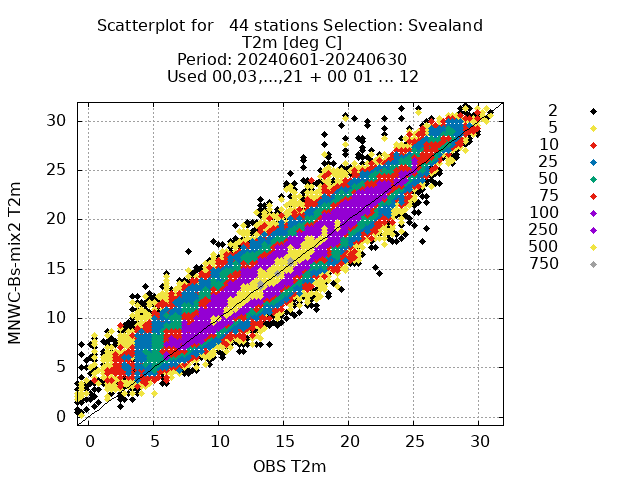 Scatterplot for   44 stations Selection: Svealand
T2m [deg C]
Period: 20240601-20240630
Used 00,03,...,21 + 00 01 ... 12
MNWC-Bs-mix2 T2m
30
25
20
15
10
5
0
0 5 10 15 20 25 30
OBS T2m
2
5
10
25
50
75
100
250
500
750